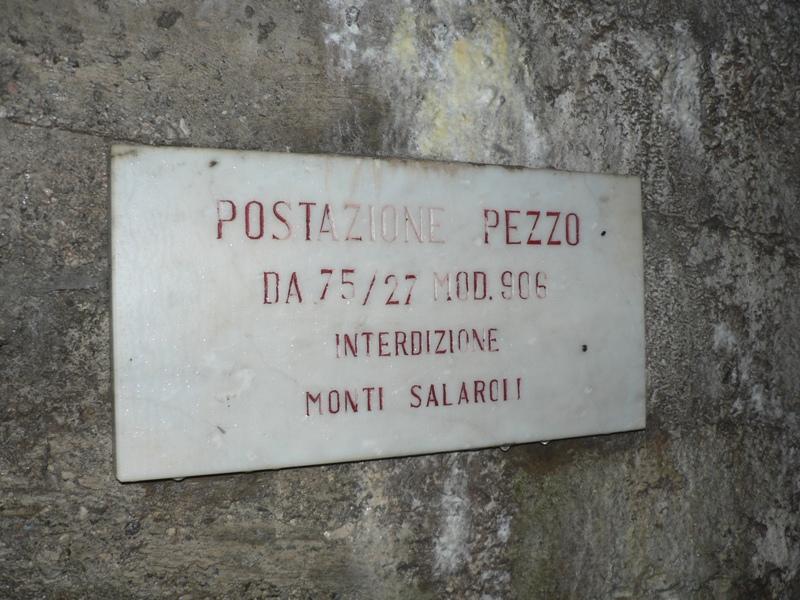 POSTAZIONE PEZZO
DA 75/27 MOD. 906
INTERDIZIONE
MONTI SALAROLI